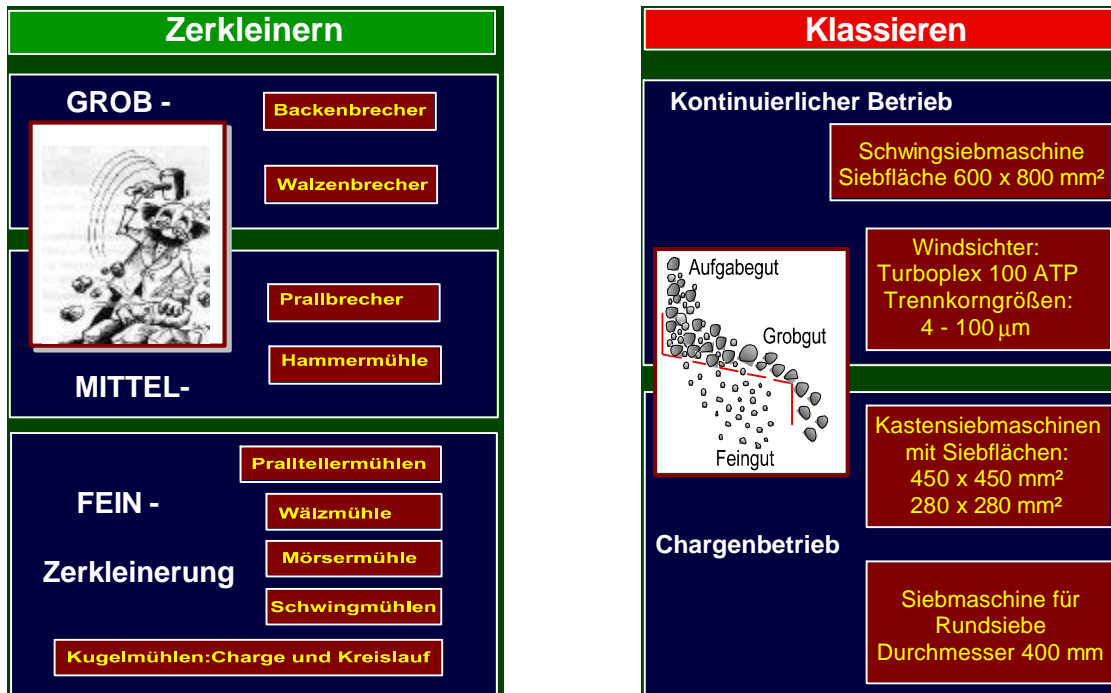 Zerkleinern
GROB -
Backenbrecher
Walzenbrecher
Prallbrecher
Hammermühle
MITTEL-
Pralltellermühlen
FEIN -
Wälzmühle
Mörsermühle
Zerkleinerung
Schwingmühlen
Kugelmühlen:Charge und Kreislauf
Klassieren
Kontinuierlicher Betrieb
Schwingsiebmaschine
Siebfläche 600 x 800 mm²
Windsichter:
Turboplex 100 ATP
Trennkorngrößen:
4 - 100 µm
Aufgabegut
Grobgut
Feingut
Kastensiebmaschinen
mit Siebflächen:
450 x 450 mm²
280 x 280 mm²
Chargenbetrieb
Siebmaschine für
Rundsiebe
Durchmesser 400 mm